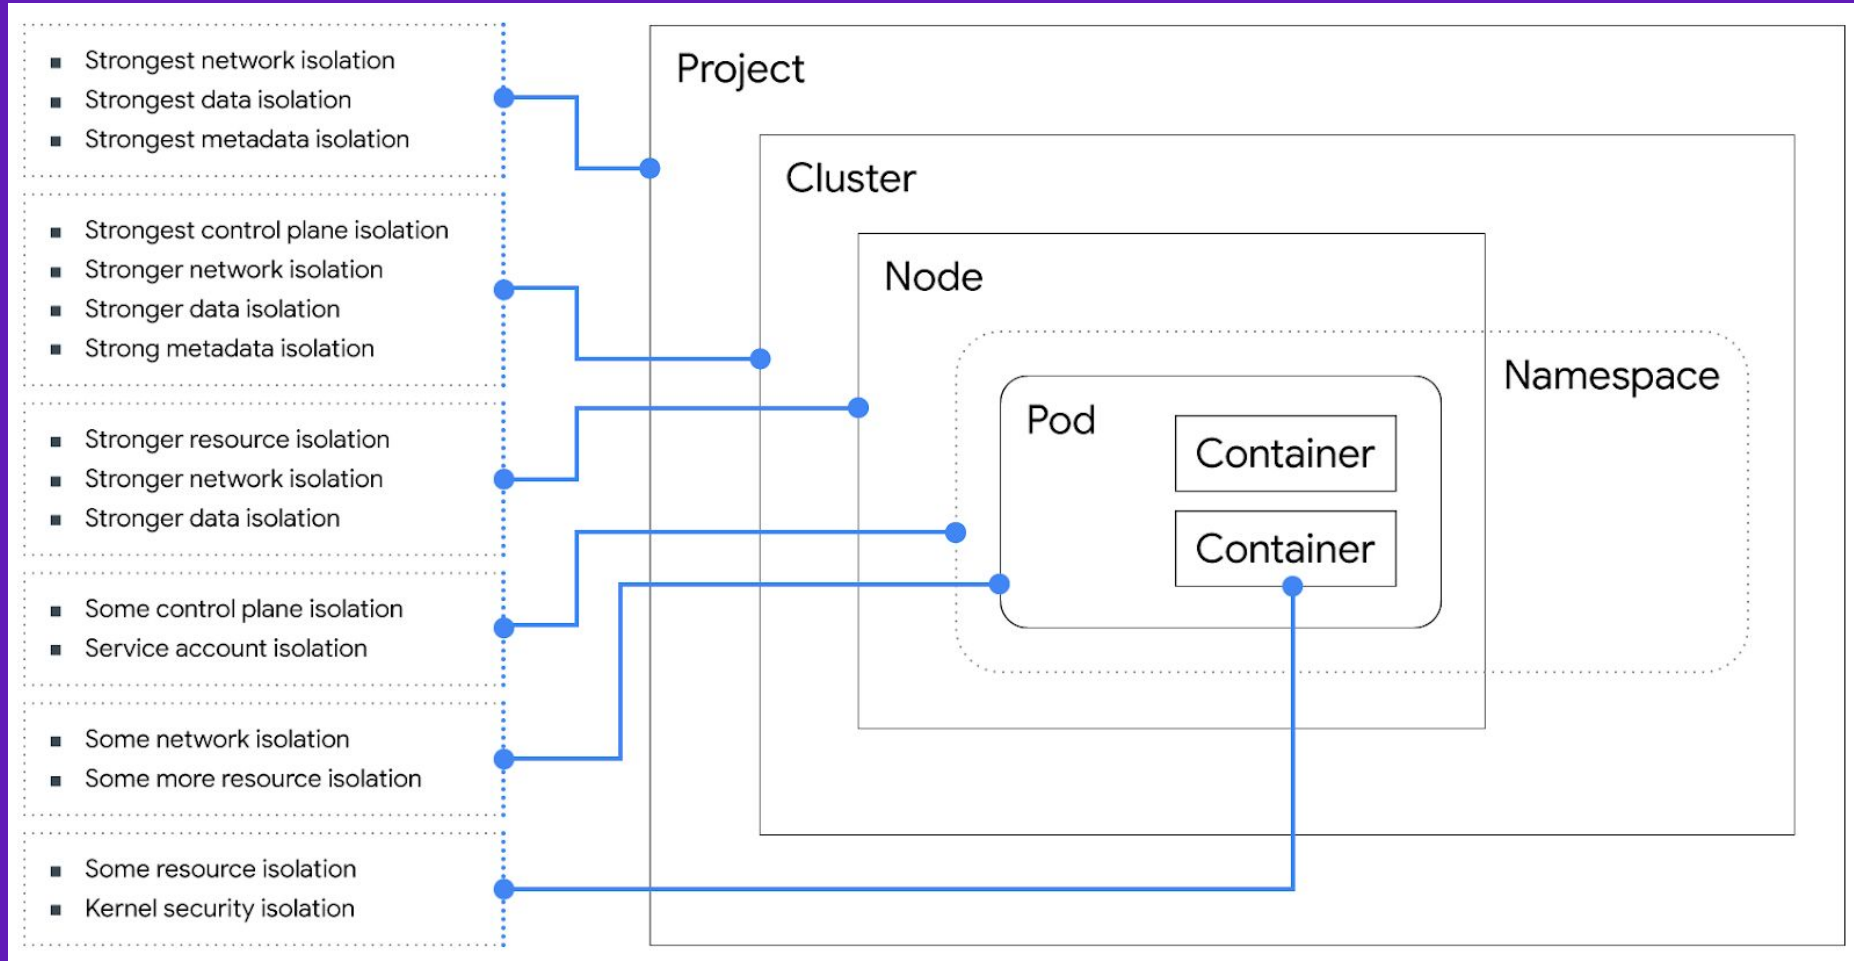 Strongest network isolation
Strongest data isolation
Strongest metadata isolation
Strongest control plane isolation
Stronger network isolation
Stronger data isolation
Strong metadata isolation
Stronger resource isolation
Stronger network isolation
Stronger data isolation
Some control plane isolation
Service account isolation
Some network isolation
Some more resource isolation
Some resource isolation
Kernel security isolation
Project
Cluster
Node
Namespace
Pod
Container
Container